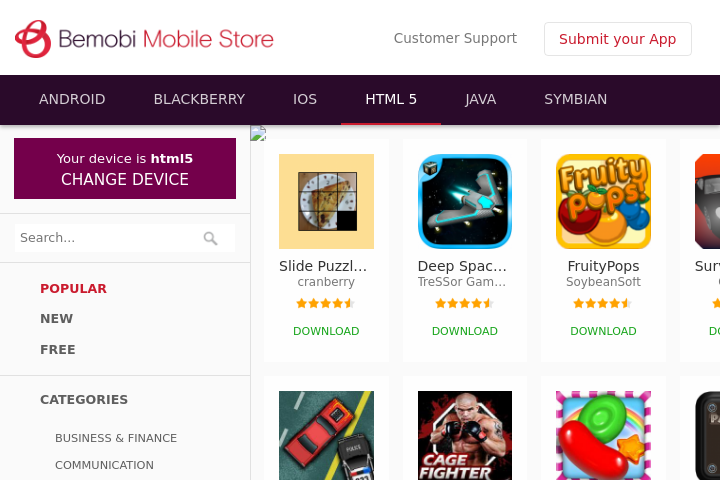 Bemobi Mobile Store
Customer Support
Submit your App
ANDROID
BLACKBERRY
IOS
HTML 5
JAVA
SYMBIAN
Your device is html5
CHANGE DEVICE
Search...
POPULAR
NEW
FREE
CATEGORIES
BUSINESS & FINANCE
COMMUNICATION
Slide Puzzl...
cranberry
DOWNLOAD
Deep Spac...
TreSSor Gam...
DOWNLOAD
Fruity
Pops!
FruityPops
SoybeanSoft
DOWNLOAD
POLICE
CAGE
FIGHTER